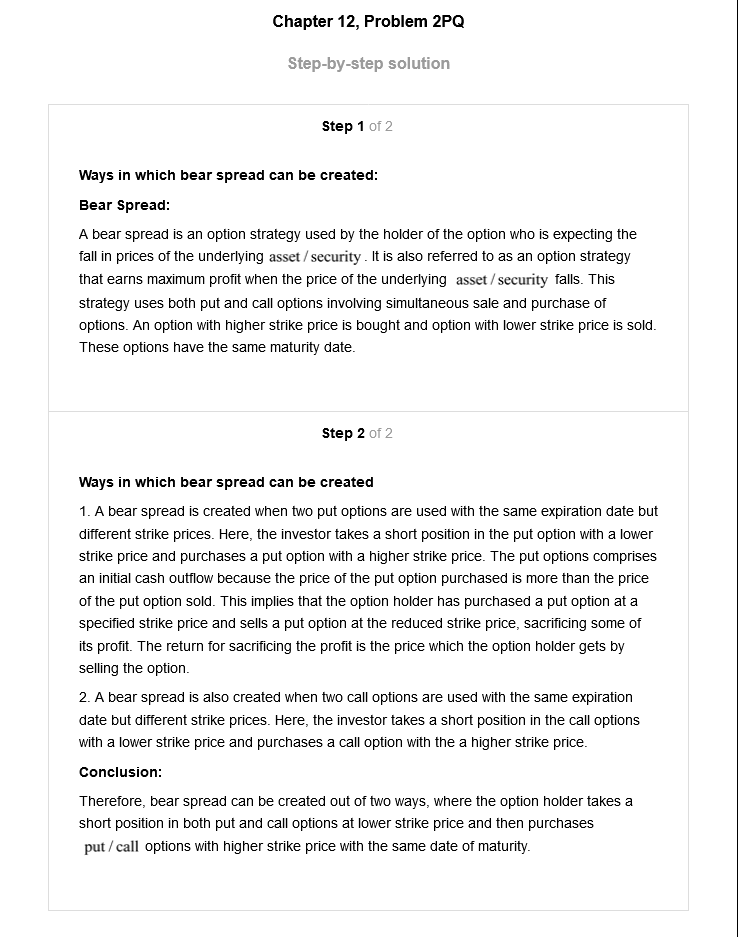 Chapter 12, Problem 2PQ
Step-by-step solution
Step 1 of 2
Ways in which bear spread can be created:
Bear Spread:
A bear spread is an option strategy used by the holder of the option who is expecting the
fall in prices of the underlying asset / security . It is also referred to as an option strategy
that earns maximum profit when the price of the underlying asset / security falls. This
strategy uses both put and call options involving simultaneous sale and purchase of
options. An option with higher strike price is bought and option with lower strike price is sold.
These options have the same maturity date.
Step 2 of 2
Ways in which bear spread can be created
1. A bear spread is created when two put options are used with the same expiration date but
different strike prices. Here, the investor takes a short position in the put option with a lower
strike price and purchases a put option with a higher strike price. The put options comprises
an initial cash outflow because the price of the put option purchased is more than the price
of the put option sold. This implies that the option holder has purchased a put option at a
specified strike price and sells a put option at the reduced strike price, sacrificing some of
its profit. The return for sacrificing the profit is the price which the option holder gets by
selling the option.
2. A bear spread is also created when two call options are used with the same expiration
date but different strike prices. Here, the investor takes a short position in the call options
with a lower strike price and purchases a call option with the a higher strike price.
Conclusion:
Therefore, bear spread can be created out of two ways, where the option holder takes a
short position in both put and call options at lower strike price and then purchases
put / call options with higher strike price with the same date of maturity.